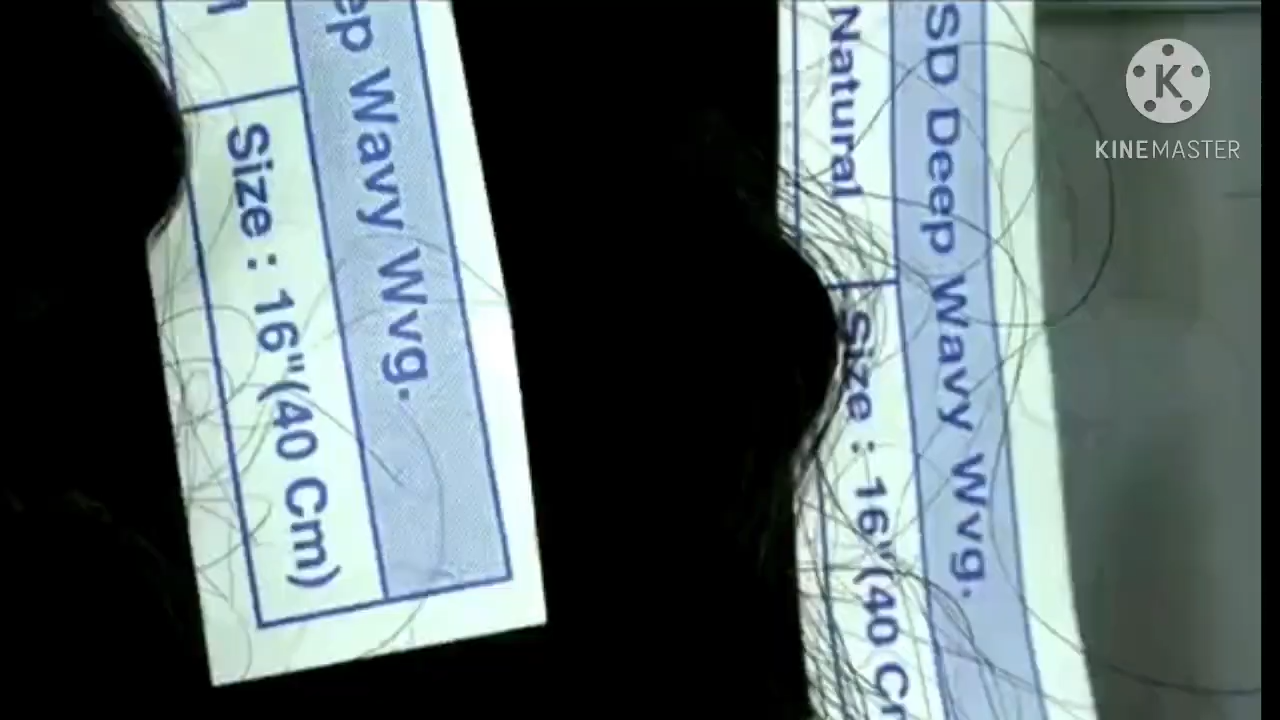 ep Wavy Wvg.
Size : 16"(40 Cm)
SD Deep Wavy Wvg.
Natural
Size : 16"(40 C
K
KINEMASTER